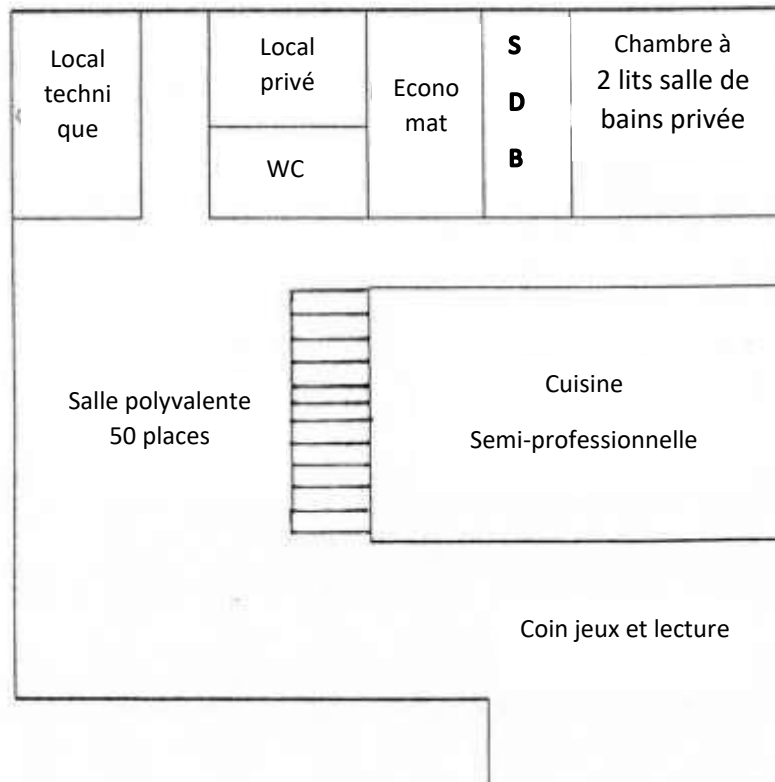 Local
techni
que
Local
privé
WC
Econo
mat
S
D
B
Chambre à
2 lits salle de
bains privée
Salle polyvalente
50 places
Cuisine
Semi-professionnelle
Coin jeux et lecture